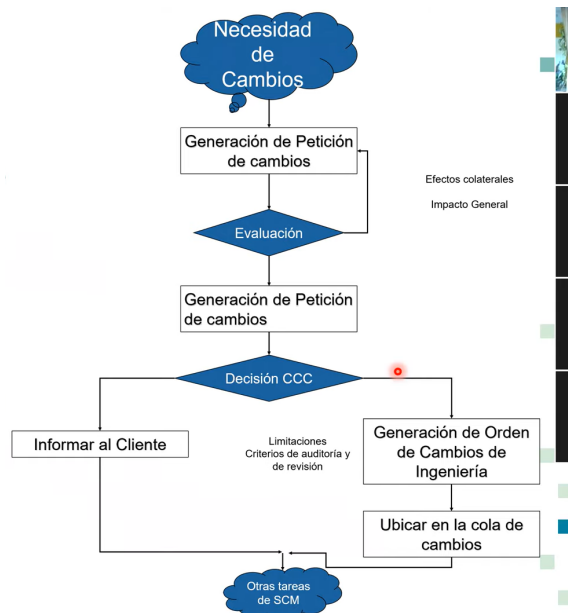 Necesidad
de
Cambios
Generación de Petición
de cambios
Efectos colaterales
Impacto General
Evaluación
Generación de Petición
de cambios
Decisión CCC
Informar al Cliente
Limitaciones
Criterios de auditoría y
de revisión
Generación de Orden
de Cambios de
Ingeniería
Ubicar en la cola de
cambios
Otras tareas
de SCM